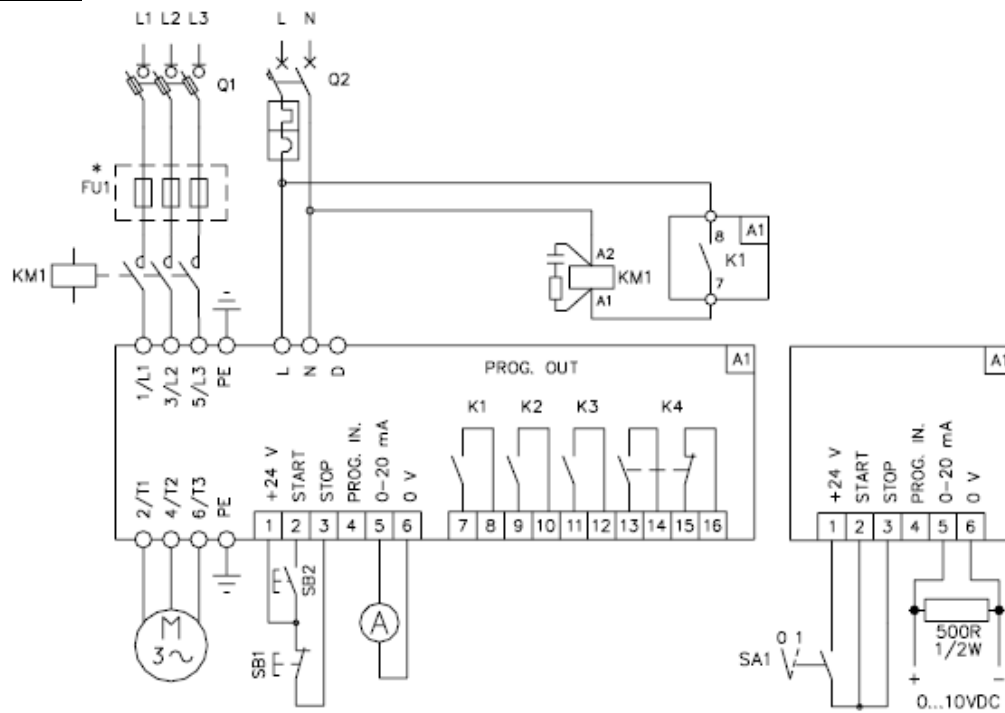 L1 L2 L3
L N
Q1
Q2
*
FU1
KM1
A2
KM1
A1
8
K1
7
A1
1/L1
3/L2
5/L3
PE
L
N
D
PROG. OUT
A1
K1 K2 K3 K4
2/T1
4/T2
6/T3
PE
+24 V
START
STOP
PROG. IN.
0-20 mA
0 V
1 2 3 4 5 6
7 8 9 10 11 12 13 14 15 16
M
3~
SB2
SB1
A
A1
+24 V
START
STOP
PROG. IN.
0-20 mA
0 V
1 2 3 4 5 6
0 1
SA1
500R
1/2W
+ -
0...10VDC